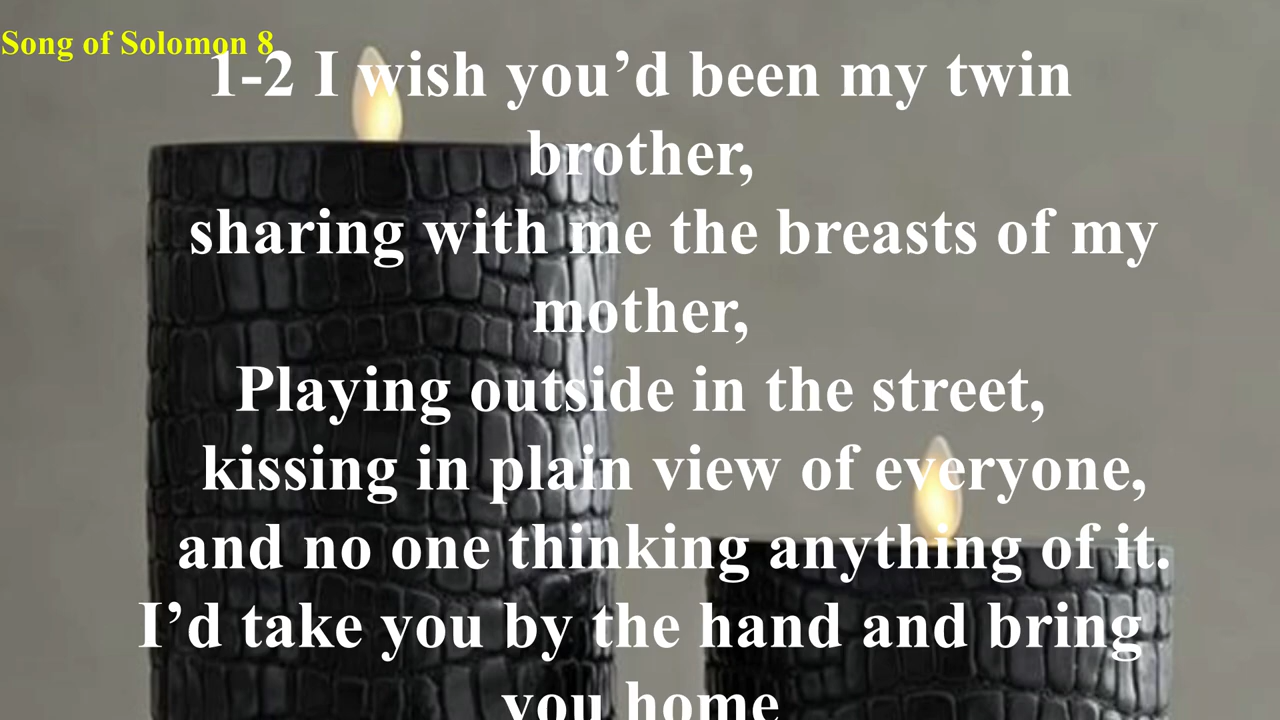 Song of Solomon 8
1-2 I wish you’d been my twin
brother,
sharing with me the breasts of my
mother,
Playing outside in the street,
kissing in plain view of everyone,
and no one thinking anything of it.
I’d take you by the hand and bring
you home